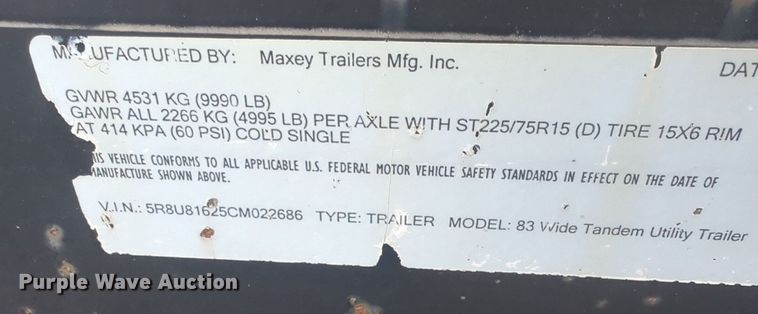 MANUFACTURED BY: Maxey Trailers Mfg. Inc. DAT
GVWR 4531 KG (9990 LB)
GAWR ALL 2266 KG (4995 LB) PER AXLE WITH ST225/75R15 (D) TIRE 15X6 RIM
AT 414 KPA (60 PSI) COLD SINGLE
HIS VEHICLE CONFORMS TO ALL APPLICABLE U.S. FEDERAL MOTOR VEHICLE SAFETY STANDARDS IN EFFECT ON THE DATE OF
MANUFACTURE SHOWN ABOVE.
V.I.N.: 5R8U81625CM022686 TYPE: TRAILER MODEL: 83 Wide Tandem Utility Trailer
Purple Wave Auction